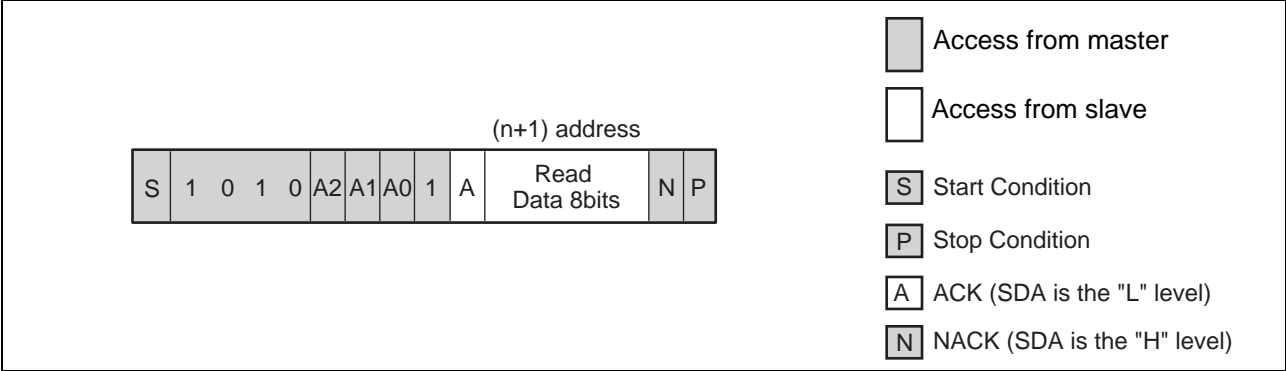 (n+1) address
S 1 0 1 0 A2 A1 A0 1 A Read Data 8bits N P
Access from master
Access from slave
S Start Condition
P Stop Condition
A ACK (SDA is the "L" level)
N NACK (SDA is the "H" level)